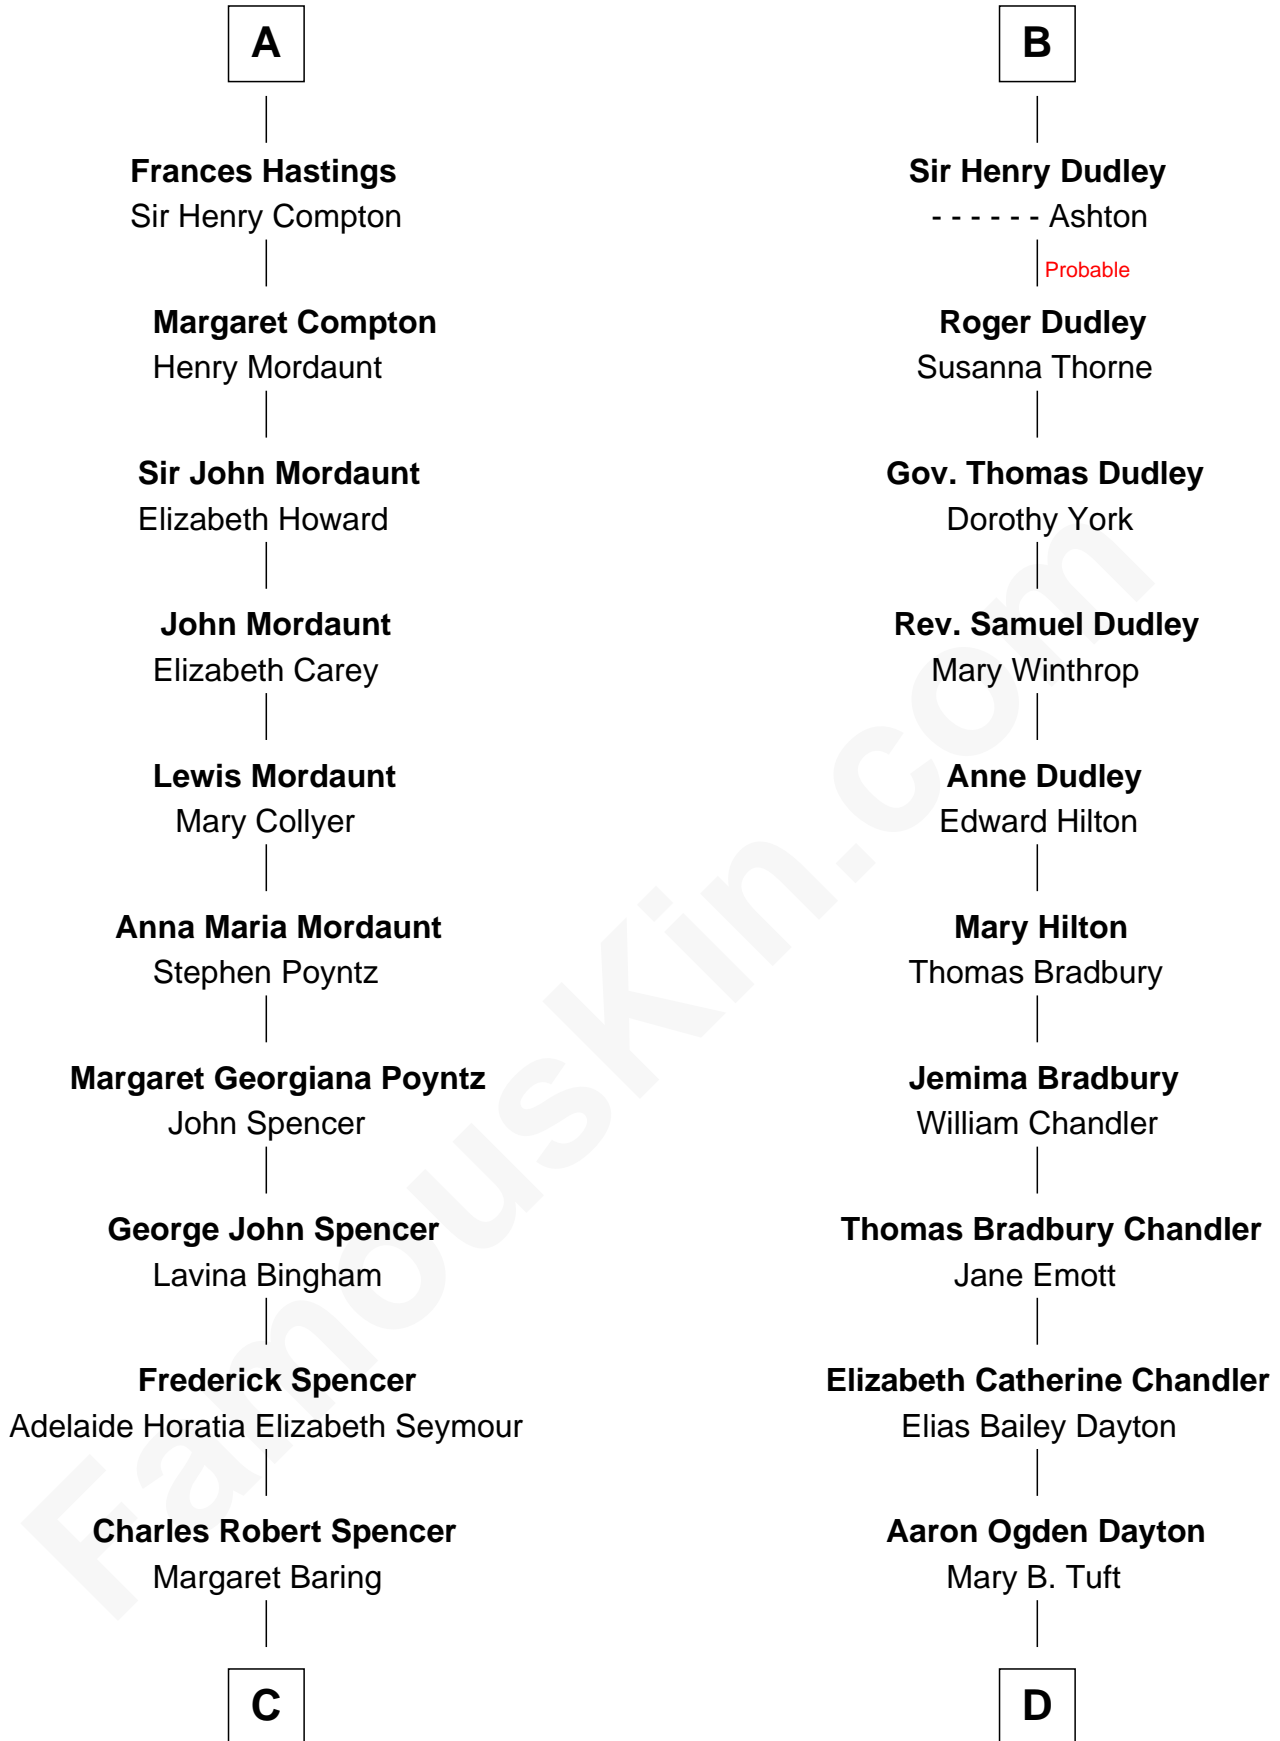 A
Frances Hastings
Sir Henry Compton
Margaret Compton
Henry Mordaunt
Sir John Mordaunt
Elizabeth Howard
John Mordaunt
Elizabeth Carey
Lewis Mordaunt
Mary Collyer
Anna Maria Mordaunt
Stephen Poyntz
Margaret Georgiana Poyntz
John Spencer
George John Spencer
Lavina Bingham
Frederick Spencer
Adelaide Horatia Elizabeth Seymour
Charles Robert Spencer
Margaret Baring
C
B
Sir Henry Dudley
- - - - - - Ashton
Probable
Roger Dudley
Susanna Thorne
Gov. Thomas Dudley
Dorothy York
Rev. Samuel Dudley
Mary Winthrop
Anne Dudley
Edward Hilton
Mary Hilton
Thomas Bradbury
Jemima Bradbury
William Chandler
Thomas Bradbury Chandler
Jane Emott
Elizabeth Catherine Chandler
Elias Bailey Dayton
Aaron Ogden Dayton
Mary B. Tuft
D
FamousKin.com